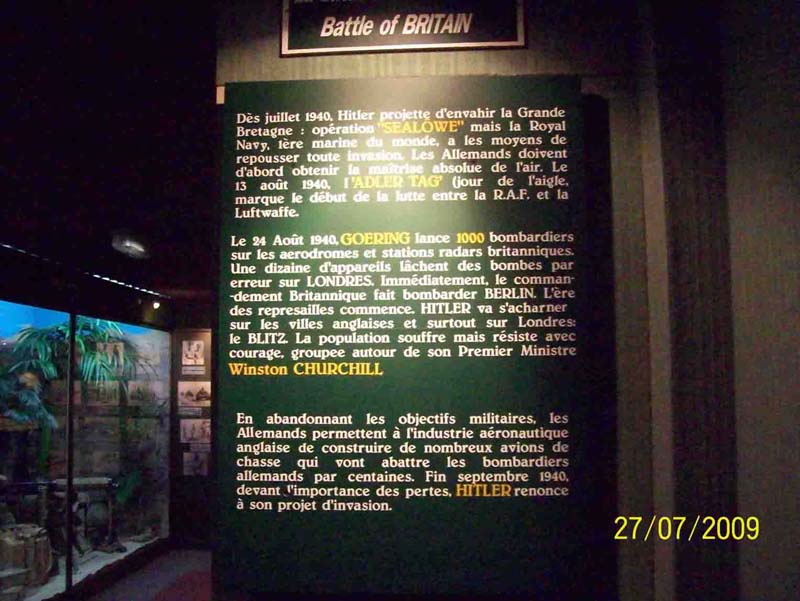 Battle of BRITAIN
Dès juillet 1940, Hitler projette d'envahir la Grande
Bretagne : opération "SEALOWE" mais la Royal
Navy, 1ère marine du monde, a les moyens de
repousser toute invasion. Les Allemands doivent
d'abord obtenir la maîtrise absolue de l'air. Le
13 août 1940, l'"ADLER TAG" (jour de l'aigle,
marque le début de la lutte entre la R.A.F. et la
Luftwaffe.
Le 24 Août 1940, GOERING lance 1000 bombardiers
sur les aerodromes et stations radars britanniques.
Une dizaine d'appareils lâchent des bombes par
erreur sur LONDRES. Immédiatement, le comman-
-dement Britannique fait bombarder BERLIN. L'ère
des represailles commence. HITLER va s'acharner
sur les villes anglaises et surtout sur Londres:
le BLITZ. La population souffre mais résiste avec
courage, groupee autour de son Premier Ministre
Winston CHURCHILL
En abandonnant les objectifs militaires, les
Allemands permettent à l'industrie aéronautique
anglaise de construire de nombreux avions de
chasse qui vont abattre les bombardiers
allemands par centaines. Fin septembre 1940,
devant l'importance des pertes, HITLER renonce
à son projet d'invasion.
27/07/2009